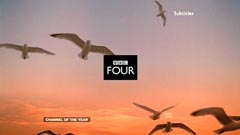 Subtitles
BBC
FOUR
CHANNEL OF THE YEAR